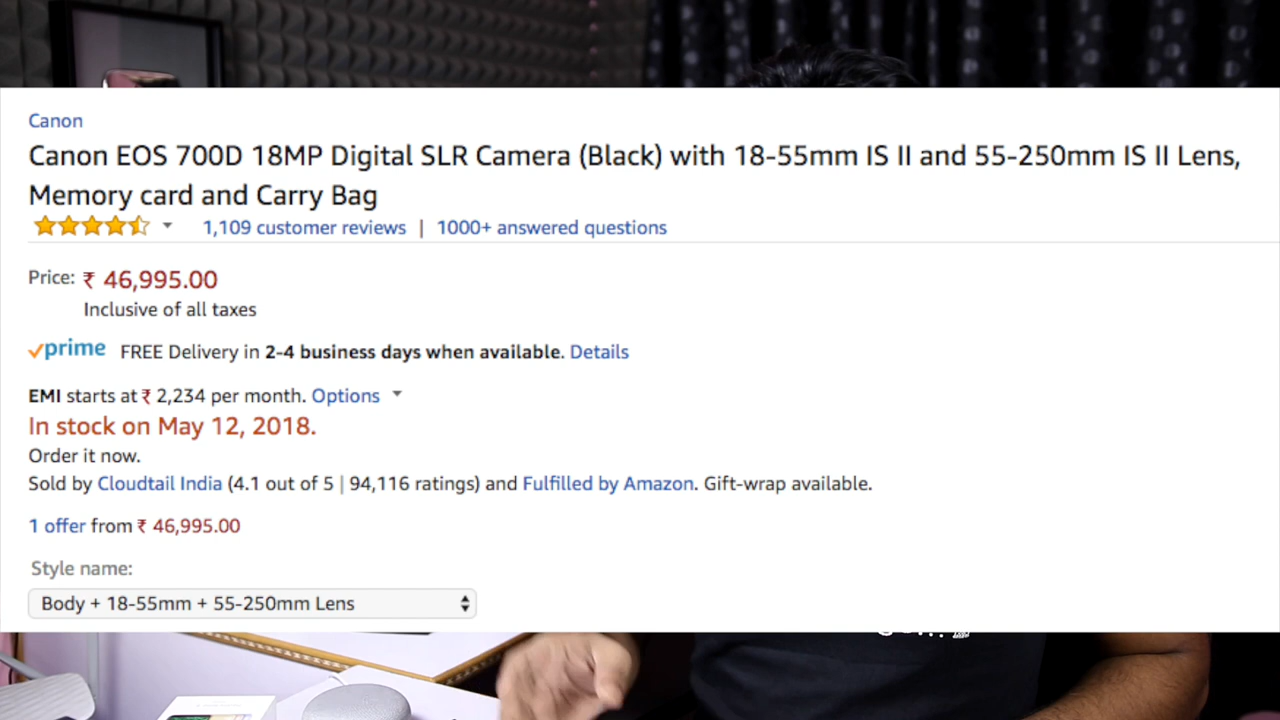 Canon
Canon EOS 700D 18MP Digital SLR Camera (Black) with 18-55mm IS II and 55-250mm IS II Lens,
Memory card and Carry Bag
1,109 customer reviews | 1000+ answered questions
Price: ₹ 46,995.00
Inclusive of all taxes
prime FREE Delivery in 2-4 business days when available. Details
EMI starts at ₹ 2,234 per month. Options
In stock on May 12, 2018.
Order it now.
Sold by Cloudtail India (4.1 out of 5 | 94,116 ratings) and Fulfilled by Amazon. Gift-wrap available.
1 offer from ₹ 46,995.00
Style name:
Body + 18-55mm + 55-250mm Lens